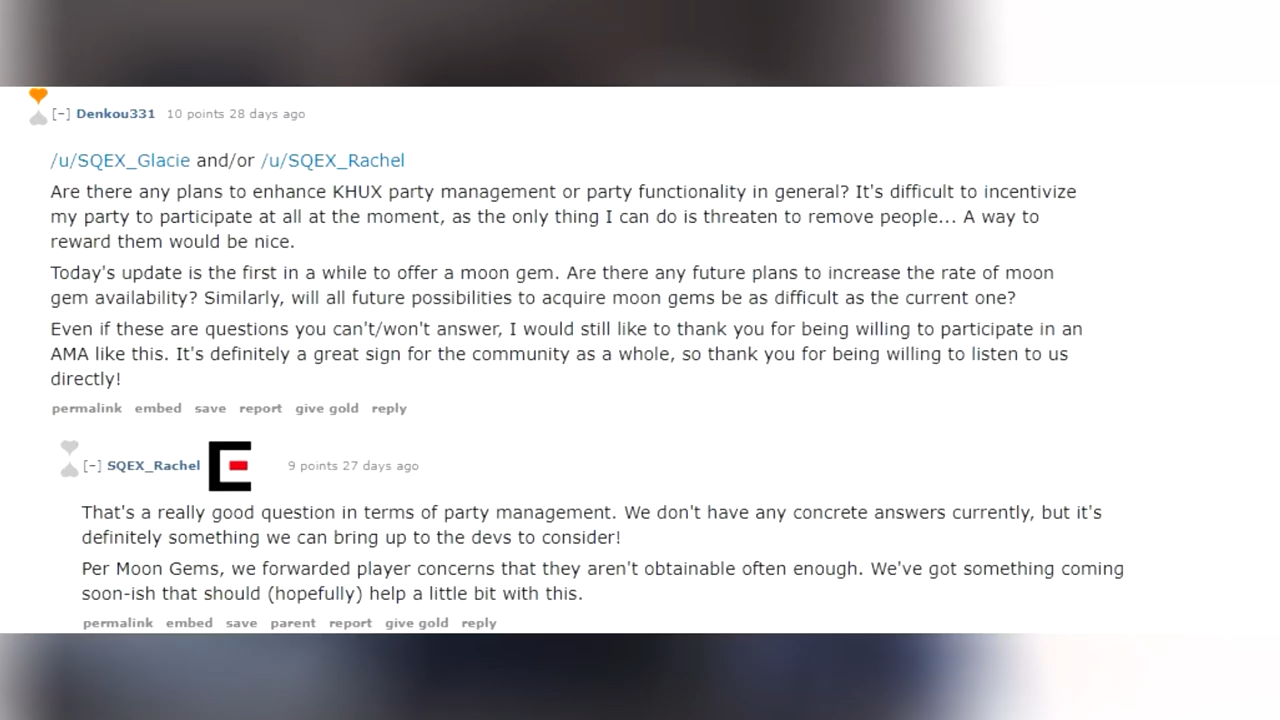 [-] Denkou331 10 points 28 days ago
/u/SQEX_Glacie and/or /u/SQEX_Rachel
Are there any plans to enhance KHUX party management or party functionality in general? It's difficult to incentivize
my party to participate at all at the moment, as the only thing I can do is threaten to remove people... A way to
reward them would be nice.
Today's update is the first in a while to offer a moon gem. Are there any future plans to increase the rate of moon
gem availability? Similarly, will all future possibilities to acquire moon gems be as difficult as the current one?
Even if these are questions you can't/won't answer, I would still like to thank you for being willing to participate in an
AMA like this. It's definitely a great sign for the community as a whole, so thank you for being willing to listen to us
directly!
permalink embed save report give gold reply
[-] SQEX_Rachel 9 points 27 days ago
That's a really good question in terms of party management. We don't have any concrete answers currently, but it's
definitely something we can bring up to the devs to consider!
Per Moon Gems, we forwarded player concerns that they aren't obtainable often enough. We've got something coming
soon-ish that should (hopefully) help a little bit with this.
permalink embed save parent report give gold reply